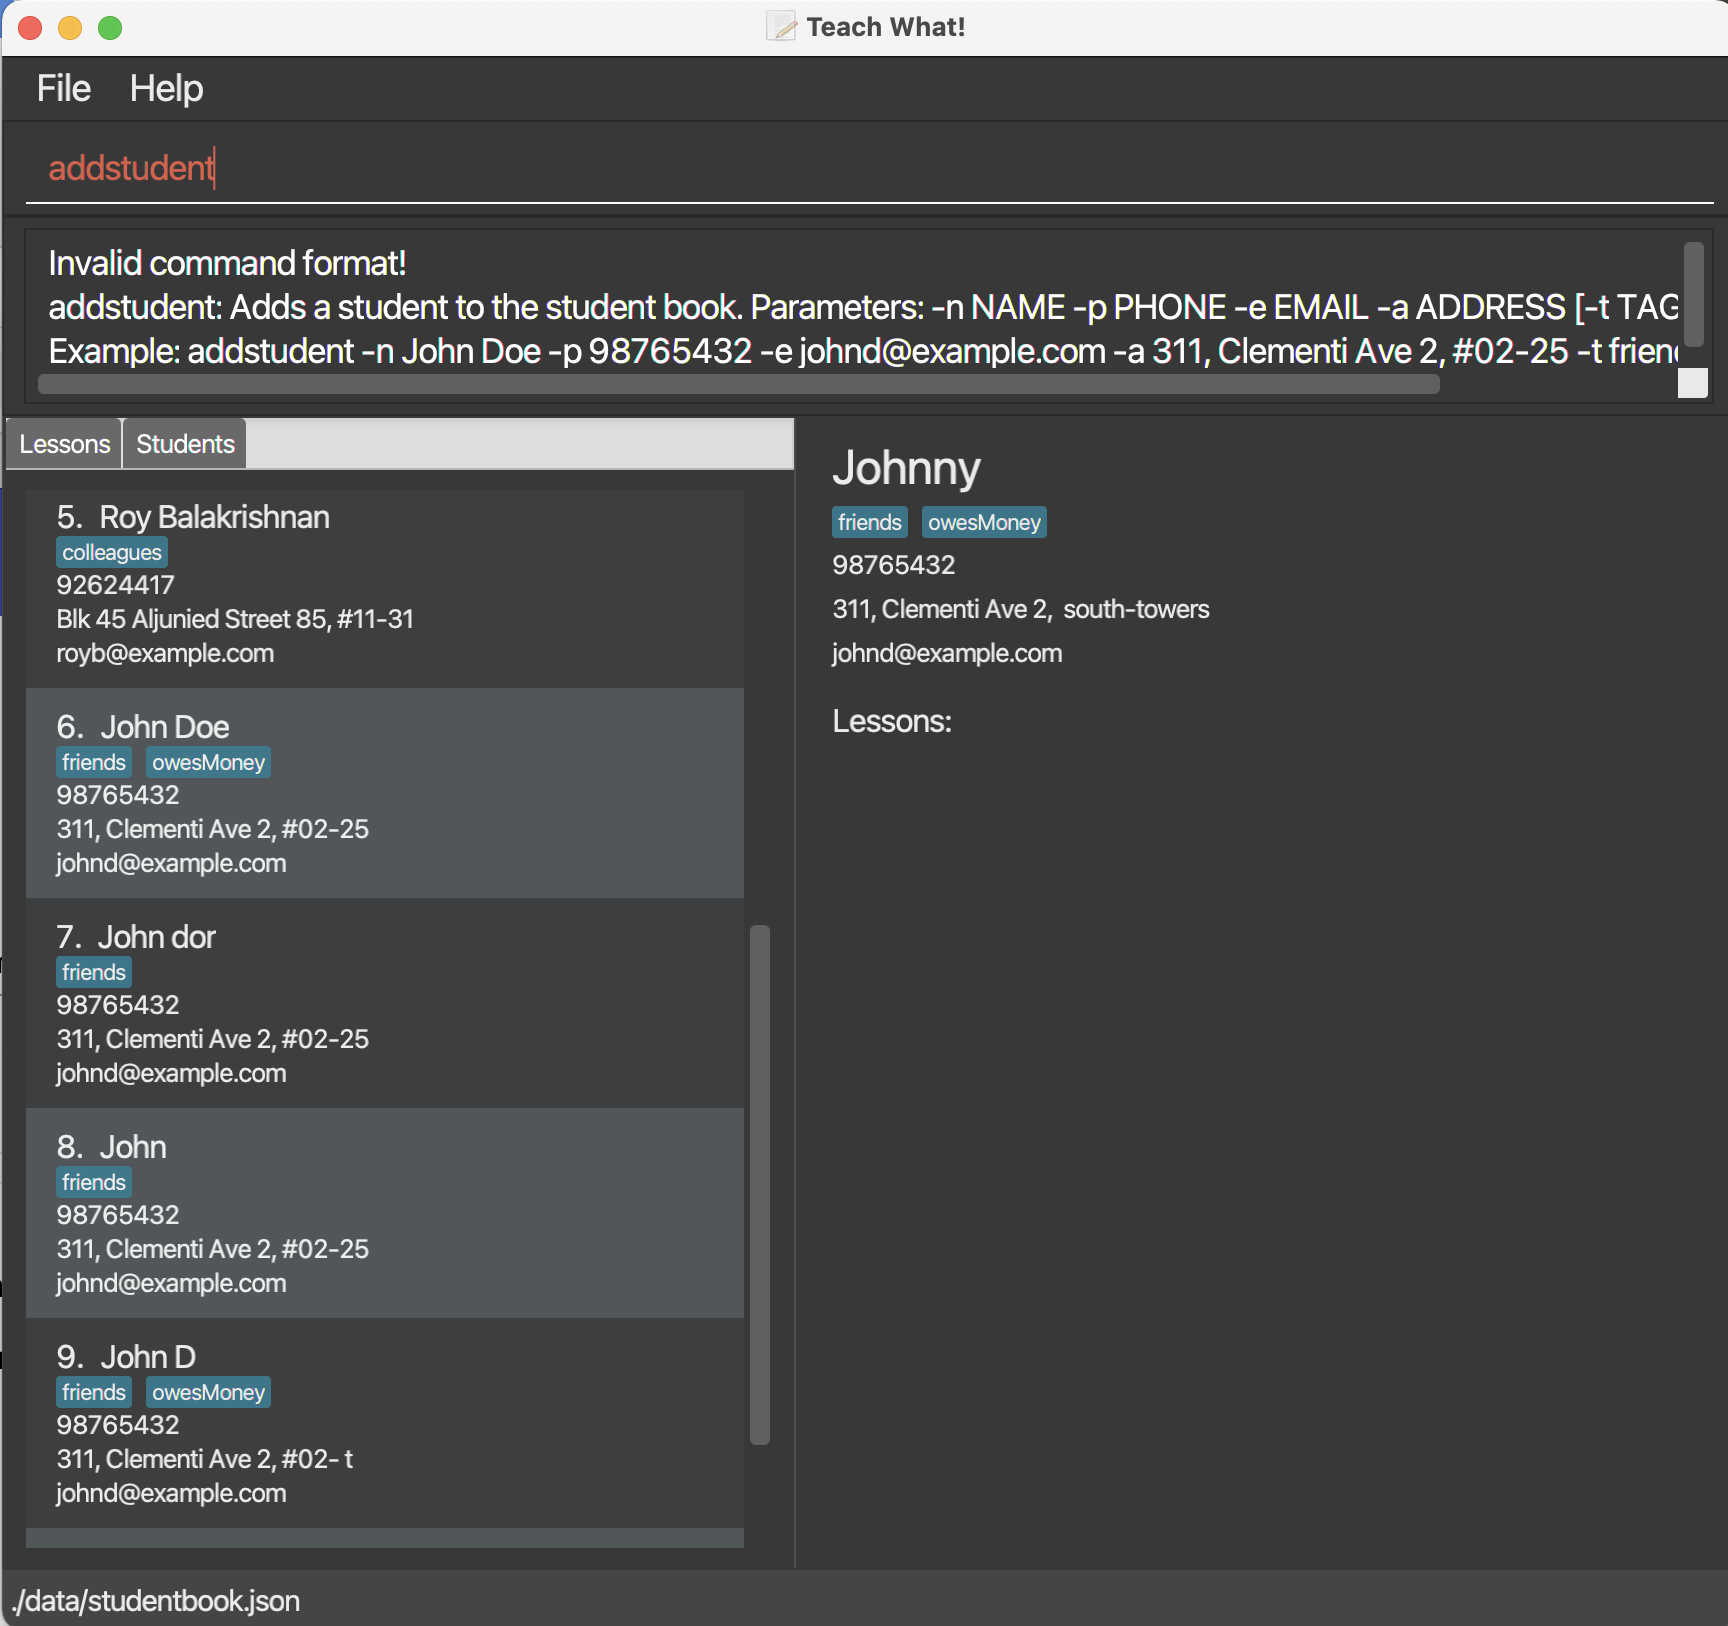 Teach What!
File Help
addstudent
Invalid command format!
addstudent: Adds a student to the student book. Parameters: -n NAME -p PHONE -e EMAIL -a ADDRESS [-t TAG
Example: addstudent -n John Doe -p 98765432 -e johnd@example.com -a 311, Clementi Ave 2, #02-25 -t frien
Lessons Students
5. Roy Balakrishnan
colleagues
92624417
Blk 45 Aljunied Street 85, #11-31
royb@example.com
6. John Doe
friends owesMoney
98765432
311, Clementi Ave 2, #02-25
johnd@example.com
7. John dor
friends
98765432
311, Clementi Ave 2, #02-25
johnd@example.com
8. John
friends
98765432
311, Clementi Ave 2, #02-25
johnd@example.com
9. John D
friends owesMoney
98765432
311, Clementi Ave 2, #02- t
johnd@example.com
Johnny
friends owesMoney
98765432
311, Clementi Ave 2, south-towers
johnd@example.com
Lessons:
./data/studentbook.json